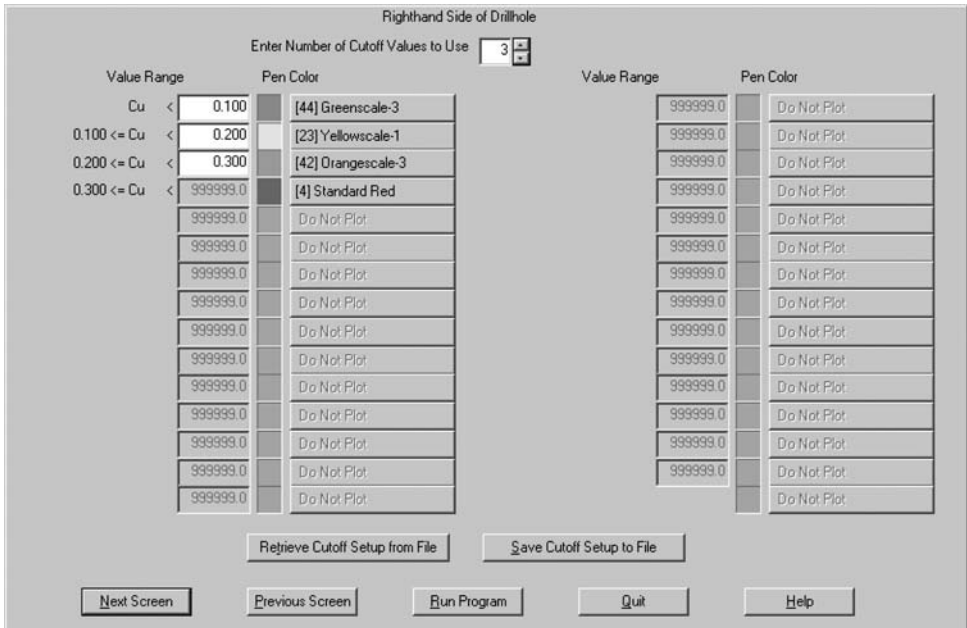 Righthand Side of Drillhole
Enter Number of Cutoff Values to Use 3
Value Range Pen Color Value Range Pen Color
Cu < 0.100 [44] Greenscale-3 999999.0 Do Not Plot
0.100 <= Cu < 0.200 [23] Yellowscale-1 999999.0 Do Not Plot
0.200 <= Cu < 0.300 [42] Orangescale-3 999999.0 Do Not Plot
0.300 <= Cu < 999999.0 [4] Standard Red 999999.0 Do Not Plot
999999.0 Do Not Plot 999999.0 Do Not Plot
999999.0 Do Not Plot 999999.0 Do Not Plot
999999.0 Do Not Plot 999999.0 Do Not Plot
999999.0 Do Not Plot 999999.0 Do Not Plot
999999.0 Do Not Plot 999999.0 Do Not Plot
999999.0 Do Not Plot 999999.0 Do Not Plot
999999.0 Do Not Plot 999999.0 Do Not Plot
999999.0 Do Not Plot 999999.0 Do Not Plot
999999.0 Do Not Plot 999999.0 Do Not Plot
999999.0 Do Not Plot 999999.0 Do Not Plot
999999.0 Do Not Plot Do Not Plot
Retrieve Cutoff Setup from File Save Cutoff Setup to File
Next Screen Previous Screen Run Program Quit Help